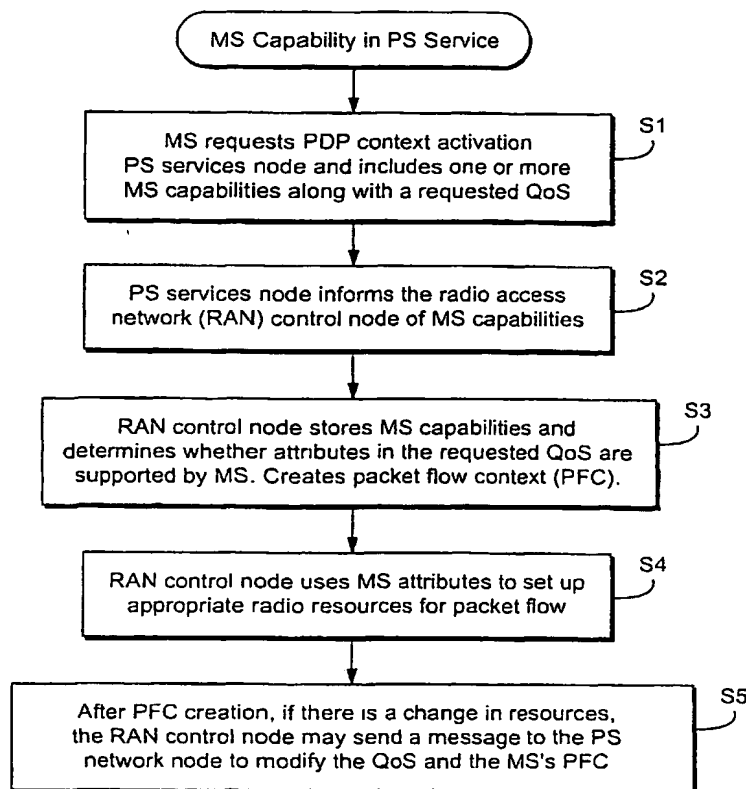 MS Capability in PS Service
S1
MS requests PDP context activation
PS services node and includes one or more
MS capabilities along with a requested QoS
S2
PS services node informs the radio access
network (RAN) control node of MS capabilities
S3
RAN control node stores MS capabilities and
determines whether attributes in the requested QoS are
supported by MS. Creates packet flow context (PFC).
S4
RAN control node uses MS attributes to set up
appropriate radio resources for packet flow
S5
After PFC creation, if there is a change in resources,
the RAN control node may send a message to the PS
network node to modify the QoS and the MS's PFC